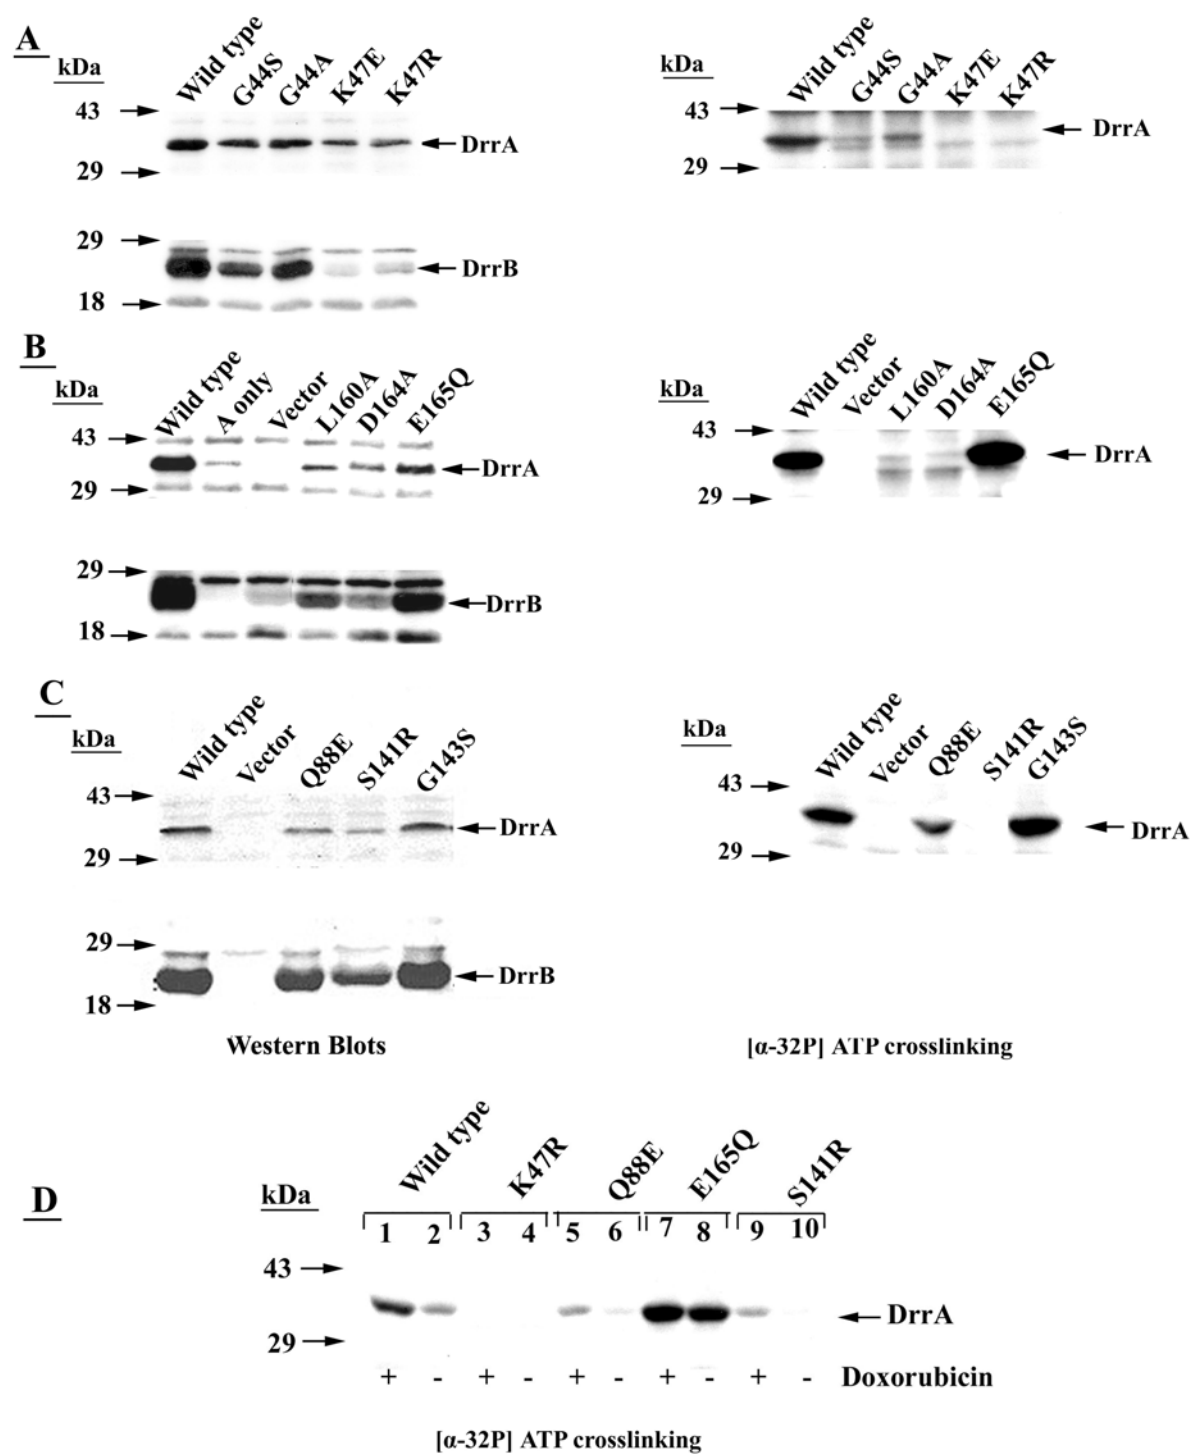 A
kDa
Wild type
G44S
G44A
K47E
K47R
43
DrrA
29
29
DrrB
18
kDa
Wild type
G44S
G44A
K47E
K47R
43
DrrA
29
B
kDa
Wild type
A only
Vector
L160A
D164A
E165Q
43
DrrA
29
29
DrrB
18
kDa
Wild type
Vector
L160A
D164A
E165Q
43
DrrA
29
C
kDa
Wild type
Vector
Q88E
S141R
G143S
43
DrrA
29
29
DrrB
18
Western Blots
kDa
Wild type
Vector
Q88E
S141R
G143S
43
DrrA
29
[α-32P] ATP crosslinking
D
kDa
Wild type
K47R
Q88E
E165Q
S141R
1 2 3 4 5 6 7 8 9 10
43
DrrA
29
+ - + - + - + - + - Doxorubicin
[α-32P] ATP crosslinking